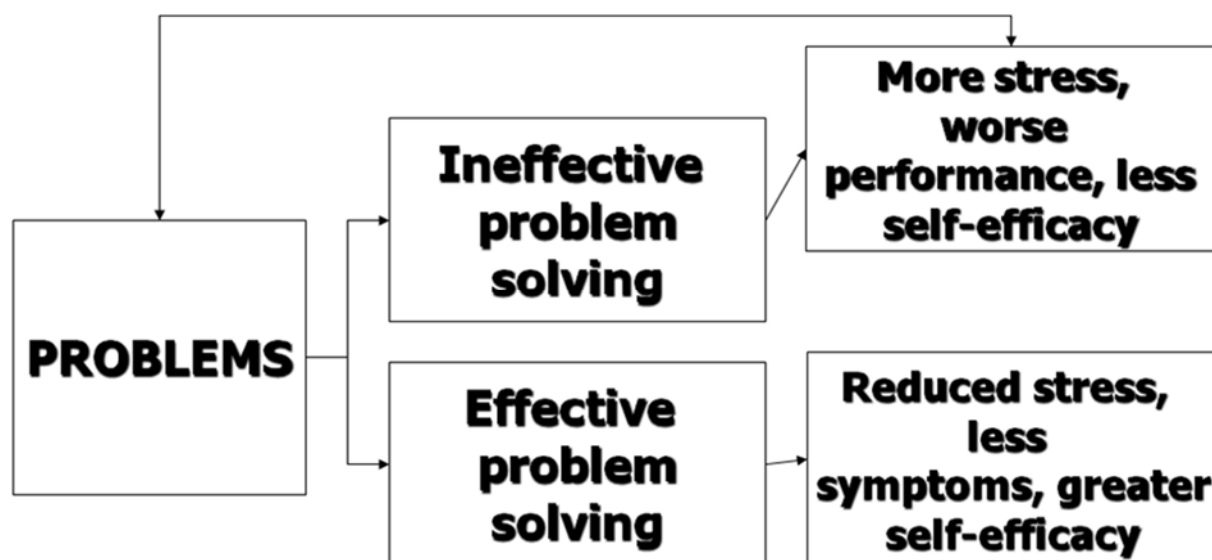 PROBLEMS
Ineffective
problem
solving
More stress,
worse
performance, less
self-efficacy
Effective
problem
solving
Reduced stress,
less
symptoms, greater
self-efficacy